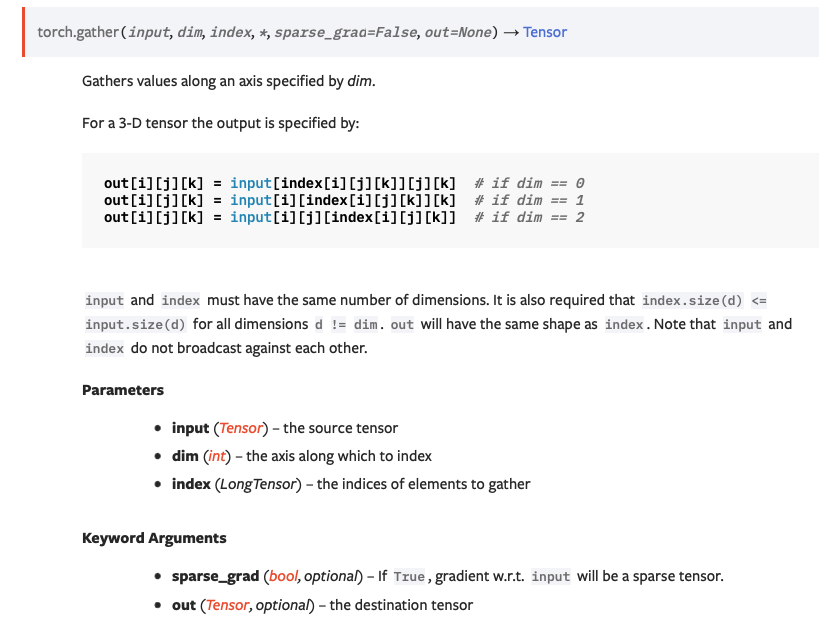 torch.gather(input, dim, index, *, sparse_grad=False, out=None) → Tensor
Gathers values along an axis specified by dim.
For a 3-D tensor the output is specified by:
out[i][j][k] = input[index[i][j][k]][j][k]  # if dim == 0
out[i][j][k] = input[i][index[i][j][k]][k]  # if dim == 1
out[i][j][k] = input[i][j][index[i][j][k]]  # if dim == 2
input and index must have the same number of dimensions. It is also required that index.size(d) <=
input.size(d) for all dimensions d != dim. out will have the same shape as index. Note that input and
index do not broadcast against each other.
Parameters
• input (Tensor) – the source tensor
• dim (int) – the axis along which to index
• index (LongTensor) – the indices of elements to gather
Keyword Arguments
• sparse_grad (bool, optional) – If True, gradient w.r.t. input will be a sparse tensor.
• out (Tensor, optional) – the destination tensor